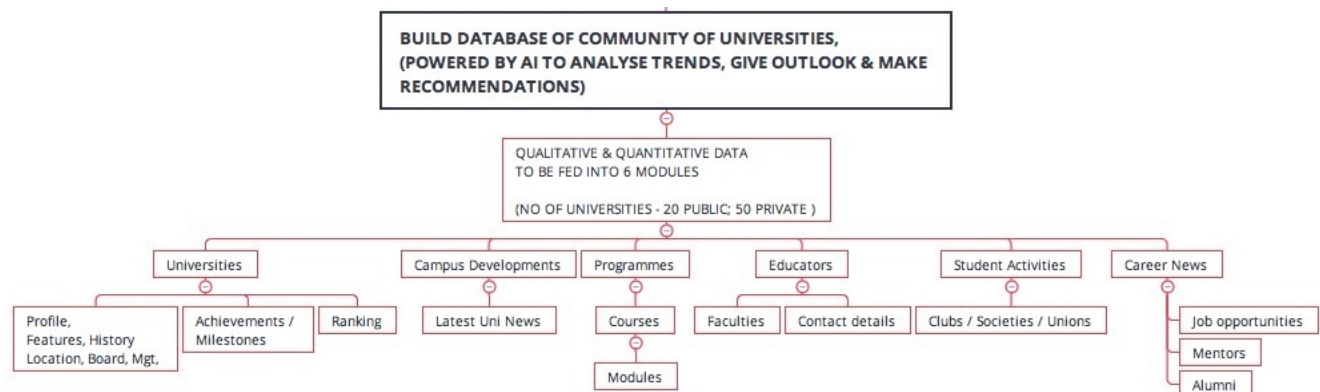 BUILD DATABASE OF COMMUNITY OF UNIVERSITIES,
(POWERED BY AI TO ANALYSE TRENDS, GIVE OUTLOOK & MAKE
RECOMMENDATIONS)
QUALITATIVE & QUANTITATIVE DATA
TO BE FED INTO 6 MODULES
(NO OF UNIVERSITIES - 20 PUBLIC; 50 PRIVATE )
Universities
Campus Developments
Programmes
Educators
Student Activities
Career News
Profile,
Features, History
Location, Board, Mgt,
Achievements /
Milestones
Ranking
Latest Uni News
Courses
Modules
Faculties
Contact details
Clubs / Societies / Unions
Job opportunities
Mentors
Alumni